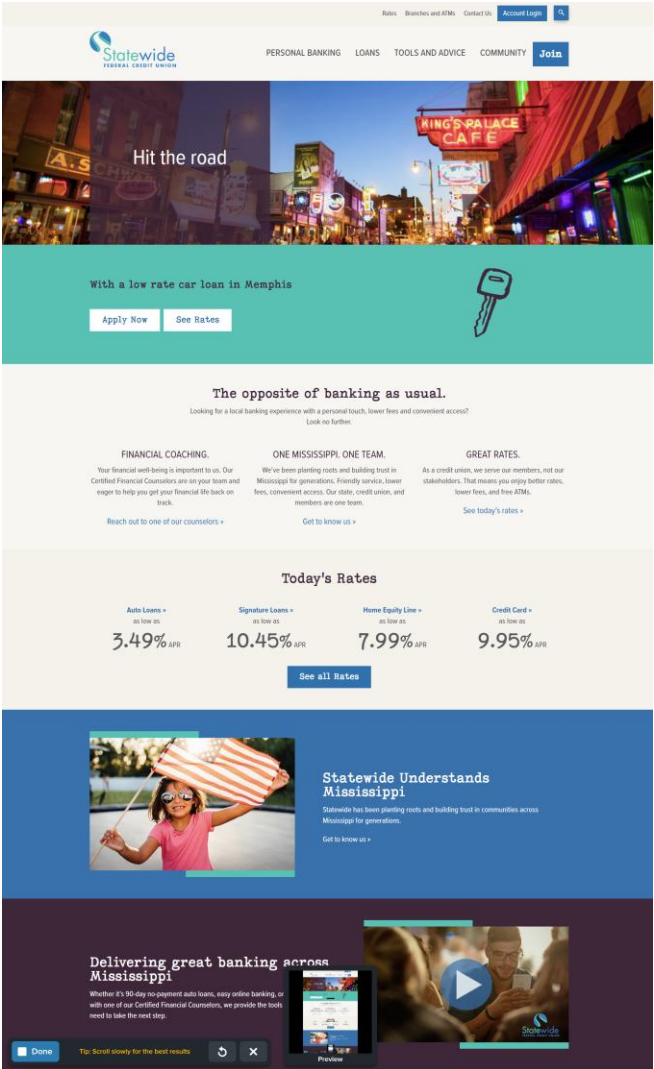 Rates Branches and ATMs Contact Us Account Login
Statewide
FEDERAL CREDIT UNION
PERSONAL BANKING LOANS TOOLS AND ADVICE COMMUNITY Join
KING'S PALACE
CAFE
A. SCH
Hit the road
With a low rate car loan in Memphis
Apply Now See Rates
The opposite of banking as usual.
Looking for a local banking experience with a personal touch, lower fees and convenient access?
Look no further.
FINANCIAL COACHING.
Your financial well-being is important to us. Our
Certified Financial Counselors are on your team and
eager to help you get your financial life back on
track.
Reach out to one of our counselors »
ONE MISSISSIPPI. ONE TEAM.
We've been planting roots and building trust in
Mississippi for generations. Friendly service, lower
fees, convenient access. Our state, credit union, and
members are one team.
Get to know us »
GREAT RATES.
As a credit union, we serve our members, not our
stakeholders. That means you enjoy better rates,
lower fees, and free ATMs.
See today's rates »
Today's Rates
Auto Loans »
as low as
3.49% APR
Signature Loans »
as low as
10.45% APR
Home Equity Line »
as low as
7.99% APR
Credit Card »
as low as
9.95% APR
See all Rates
Statewide Understands
Mississippi
Statewide has been planting roots and building trust in communities across
Mississippi for generations.
Get to know us »
Delivering great banking across
Mississippi
Whether it's 90-day no-payment auto loans, easy online banking, or
with one of our Certified Financial Counselors, we provide the tools
need to take the next step.
Statewide
Done Tip: Scroll slowly for the best results
Preview